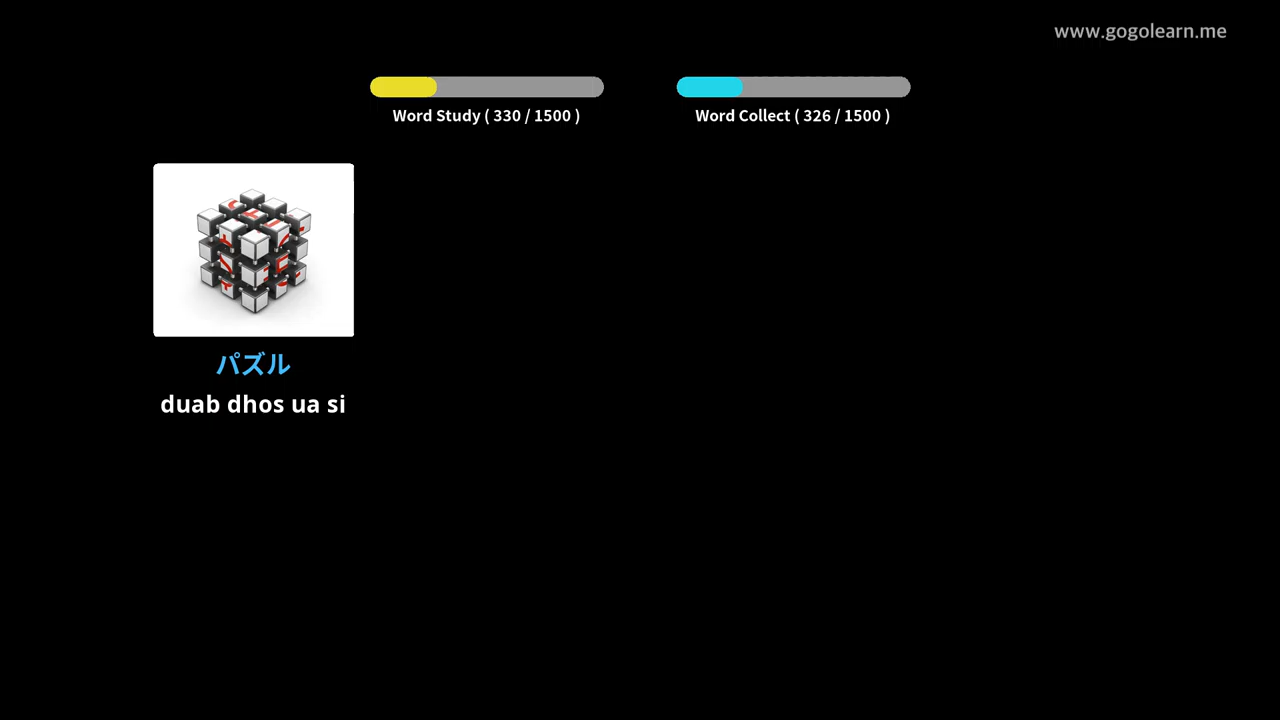 www.gogolearn.me
Word Study ( 330 / 1500 )
Word Collect ( 326 / 1500 )
パズル
duab dhos ua si